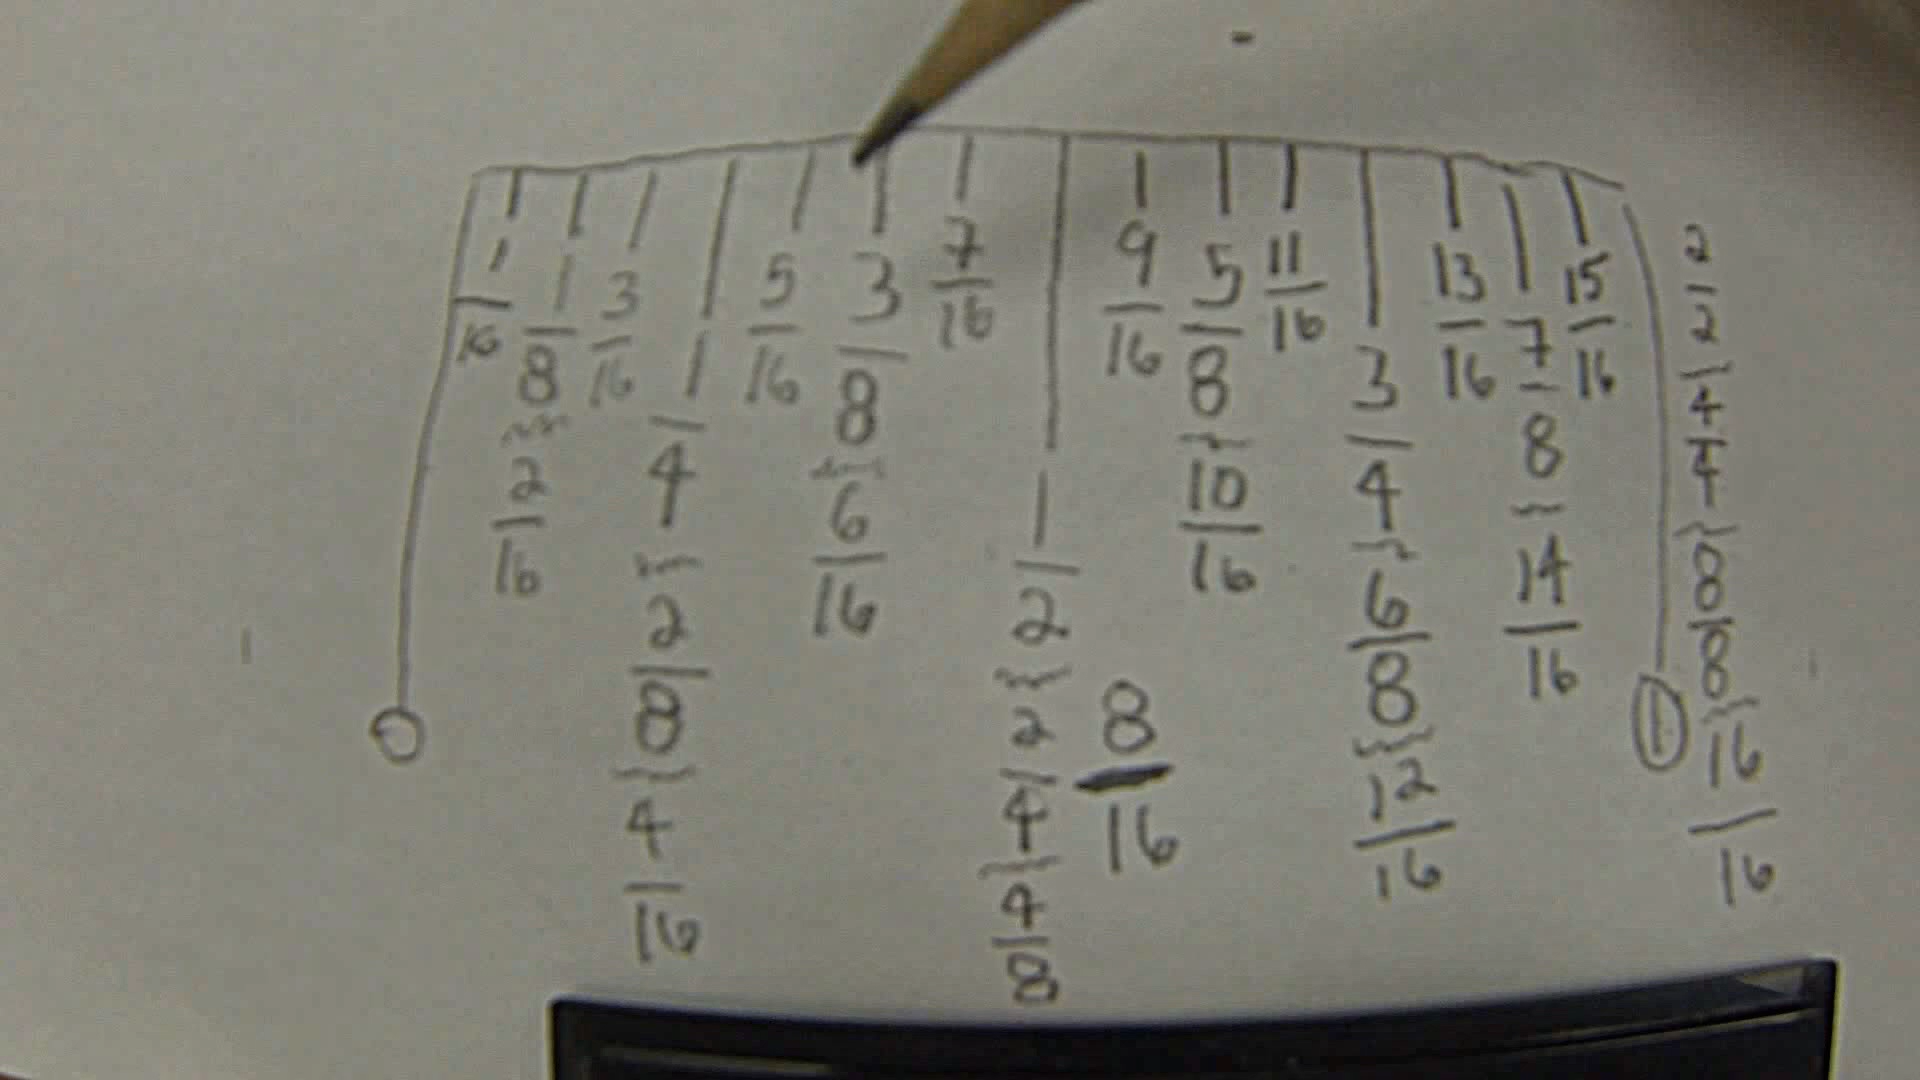 0
1/16
1/8 } 2/16
3/16
1/4 } 2/8 } 4/16
5/16
3/8 } 6/16
7/16
1/2 } 2/4 } 4/8
8/16
9/16
5/8 } 10/16
11/16
3/4 } 6/8 } 12/16
13/16
7/8 } 14/16
15/16
1
2/2 } 4/4 } 8/8 } 16/16